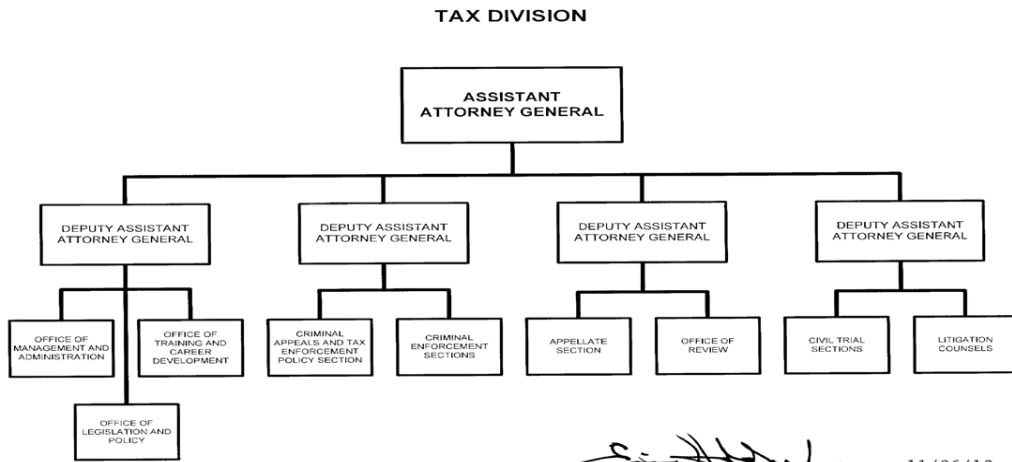 TAX DIVISION
ASSISTANT
ATTORNEY GENERAL
DEPUTY ASSISTANT
ATTORNEY GENERAL
DEPUTY ASSISTANT
ATTORNEY GENERAL
DEPUTY ASSISTANT
ATTORNEY GENERAL
DEPUTY ASSISTANT
ATTORNEY GENERAL
OFFICE OF
MANAGEMENT AND
ADMINISTRATION
OFFICE OF
TRAINING AND
CAREER
DEVELOPMENT
CRIMINAL
APPEALS AND TAX
ENFORCEMENT
POLICY SECTION
CRIMINAL
ENFORCEMENT
SECTIONS
APPELLATE
SECTION
OFFICE OF
REVIEW
CIVIL TRIAL
SECTIONS
LITIGATION
COUNSELS
OFFICE OF
LEGISLATION AND
POLICY